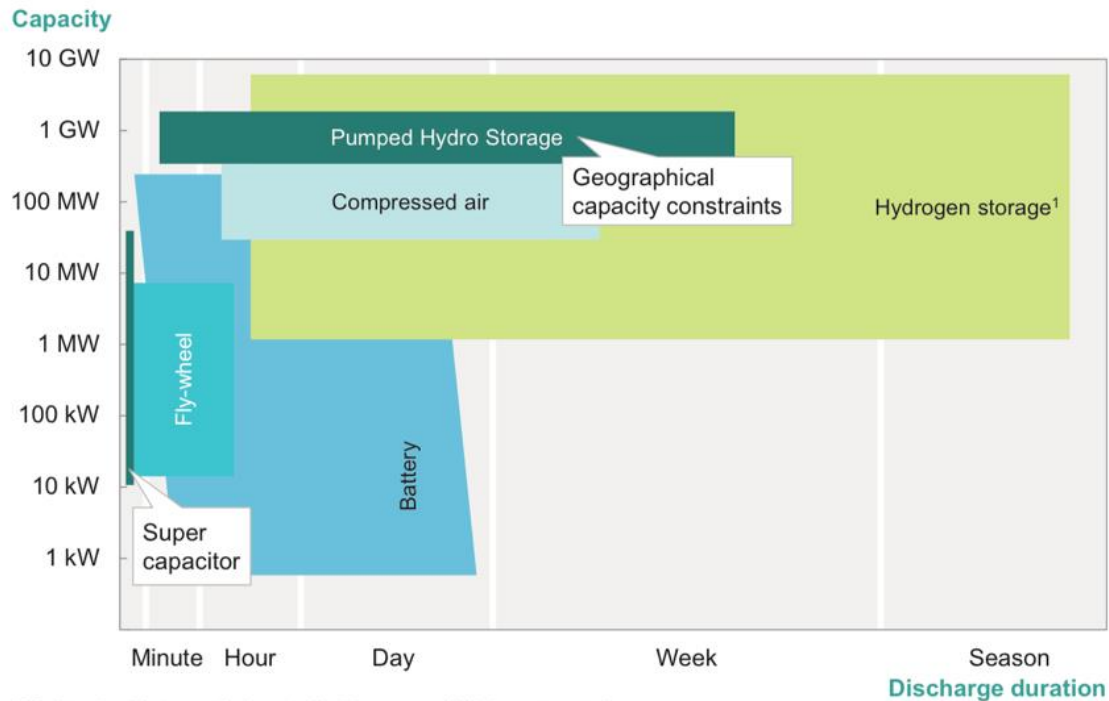 Capacity
10 GW
1 GW
100 MW
10 MW
1 MW
100 kW
10 kW
1 kW
Pumped Hydro Storage
Compressed air
Geographical
capacity constraints
Hydrogen storage¹
Fly-wheel
Battery
Super
capacitor
Minute Hour Day Week Season
Discharge duration